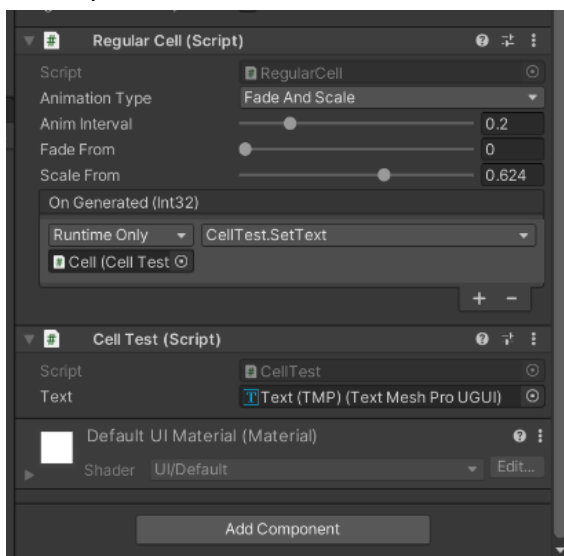 Regular Cell (Script)
Script RegularCell
Animation Type Fade And Scale
Anim Interval 0.2
Fade From 0
Scale From 0.624
On Generated (Int32)
Runtime Only CellTest.SetText
Cell (Cell Test
+ −
Cell Test (Script)
Script CellTest
Text Text (TMP) (Text Mesh Pro UGUI)
Default UI Material (Material)
Shader UI/Default Edit...
Add Component